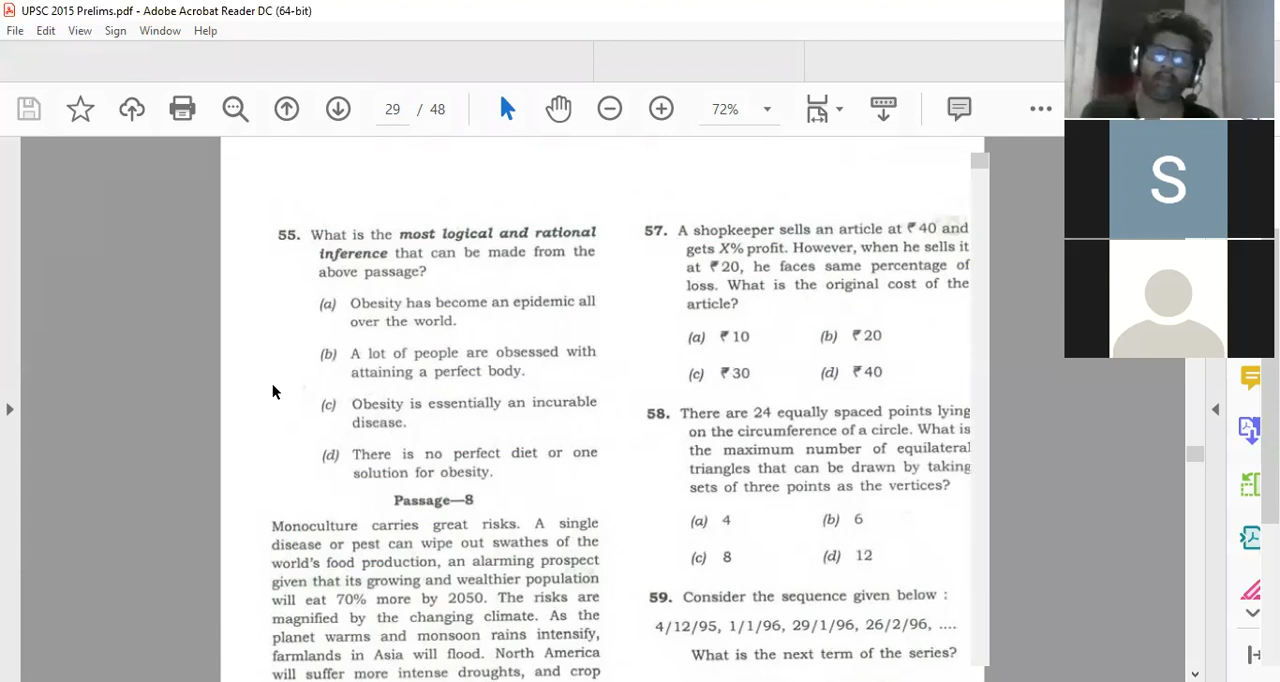 UPSC 2015 Prelims.pdf - Adobe Acrobat Reader DC (64-bit)
File Edit View Sign Window Help
29 / 48
72%
S
55. What is the most logical and rational
inference that can be made from the
above passage?
(a) Obesity has become an epidemic all
over the world.
(b) A lot of people are obsessed with
attaining a perfect body.
(c) Obesity is essentially an incurable
disease.
(d) There is no perfect diet or one
solution for obesity.
Passage—8
Monoculture carries great risks. A single
disease or pest can wipe out swathes of the
world's food production, an alarming prospect
given that its growing and wealthier population
will eat 70% more by 2050. The risks are
magnified by the changing climate. As the
planet warms and monsoon rains intensify,
farmlands in Asia will flood. North America
will suffer more intense droughts, and crop
57. A shopkeeper sells an article at ₹ 40 and
gets X% profit. However, when he sells it
at ₹ 20, he faces same percentage of
loss. What is the original cost of the
article?
(a) ₹ 10 (b) ₹ 20
(c) ₹ 30 (d) ₹ 40
58. There are 24 equally spaced points lying
on the circumference of a circle. What is
the maximum number of equilateral
triangles that can be drawn by taking
sets of three points as the vertices?
(a) 4 (b) 6
(c) 8 (d) 12
59. Consider the sequence given below :
4/12/95, 1/1/96, 29/1/96, 26/2/96, ....
What is the next term of the series?